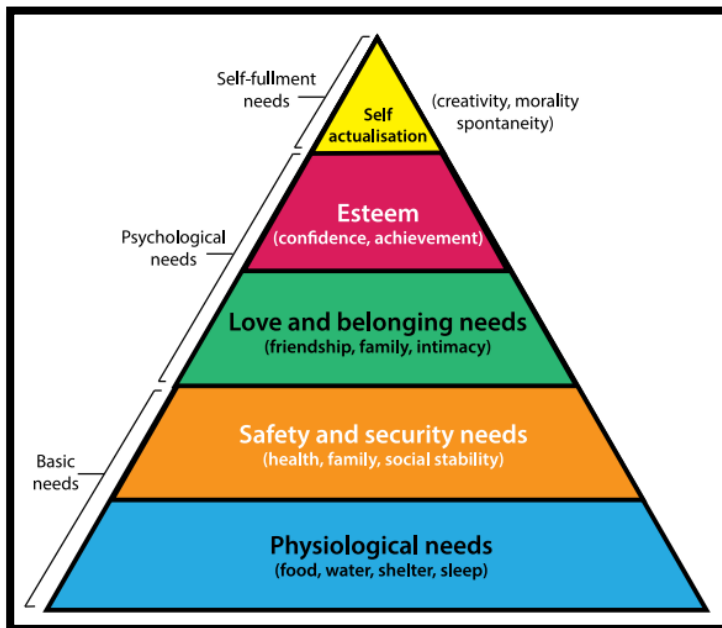 Self-fullment
needs
Self
actualisation
(creativity, morality
spontaneity)
Psychological
needs
Esteem
(confidence, achievement)
Love and belonging needs
(friendship, family, intimacy)
Basic
needs
Safety and security needs
(health, family, social stability)
Physiological needs
(food, water, shelter, sleep)